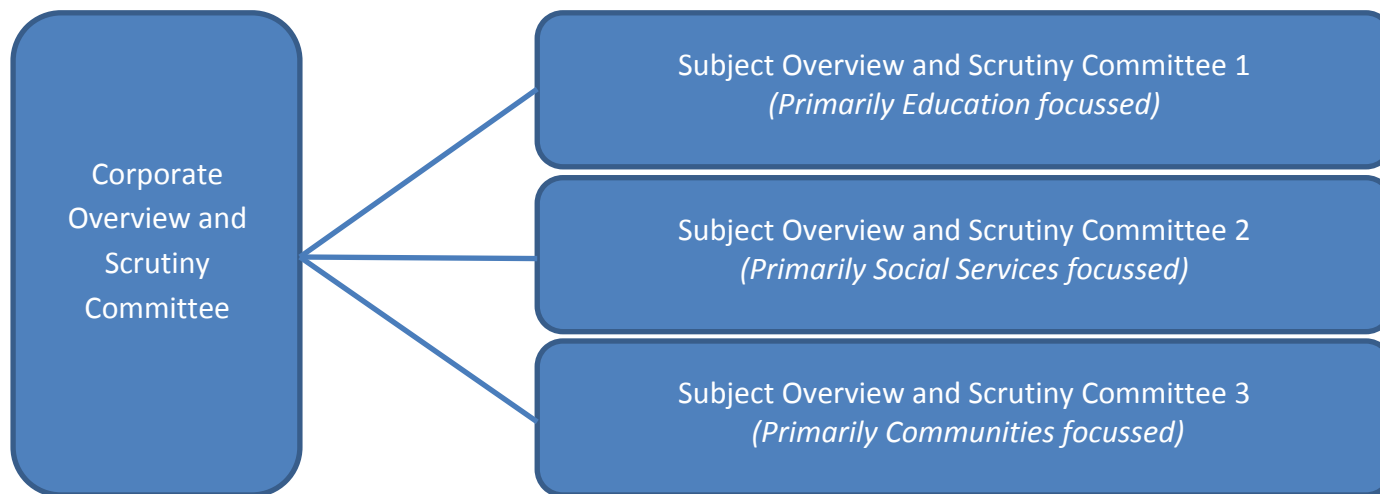 Corporate
Overview and
Scrutiny
Committee
Subject Overview and Scrutiny Committee 1
(Primarily Education focussed)
Subject Overview and Scrutiny Committee 2
(Primarily Social Services focussed)
Subject Overview and Scrutiny Committee 3
(Primarily Communities focussed)